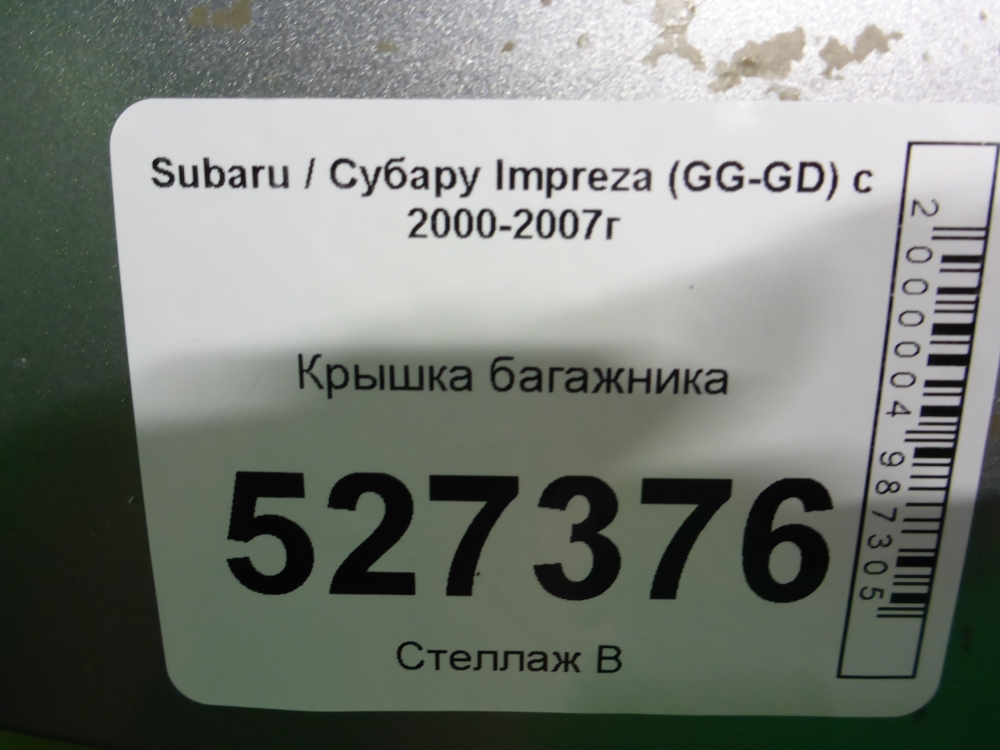 Subaru / Субару Impreza (GG-GD) с
2000-2007г
Крышка багажника
527376
Стеллаж В
2000004987305